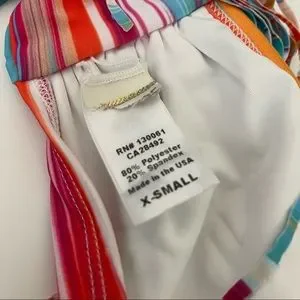 RN# 130061
CA28492
80% Polyester
20% Spandex
Made in the USA
X-SMALL